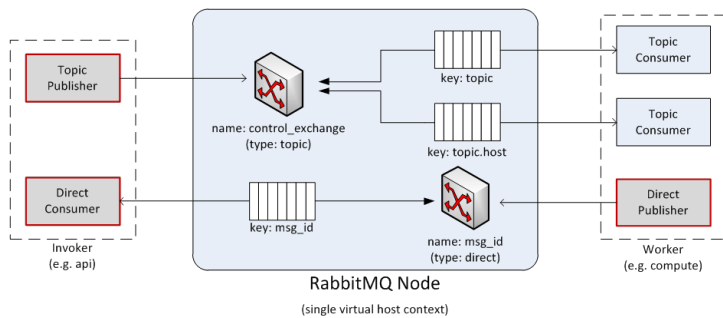 Topic
Publisher
name: control_exchange
(type: topic)
key: topic
Topic
Consumer
key: topic.host
Topic
Consumer
Direct
Consumer
key: msg_id
name: msg_id
(type: direct)
Direct
Publisher
Invoker
(e.g. api)
Worker
(e.g. compute)
RabbitMQ Node
(single virtual host context)